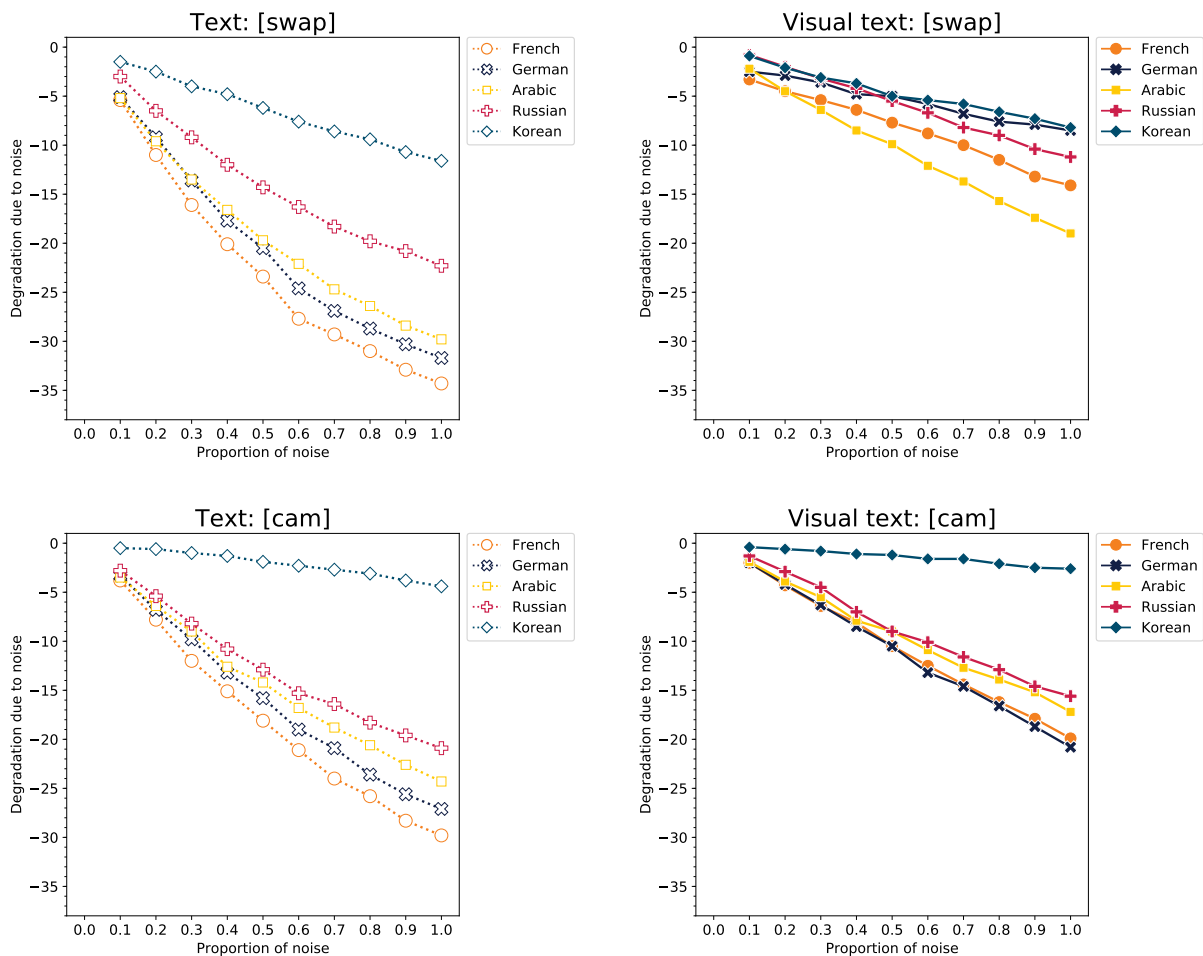 Text: [swap]
Degradation due to noise
0
−5
−10
−15
−20
−25
−30
−35
0.0 0.1 0.2 0.3 0.4 0.5 0.6 0.7 0.8 0.9 1.0
Proportion of noise
French
German
Arabic
Russian
Korean
Visual text: [swap]
Degradation due to noise
0
−5
−10
−15
−20
−25
−30
−35
0.0 0.1 0.2 0.3 0.4 0.5 0.6 0.7 0.8 0.9 1.0
Proportion of noise
French
German
Arabic
Russian
Korean
Text: [cam]
Degradation due to noise
0
−5
−10
−15
−20
−25
−30
−35
0.0 0.1 0.2 0.3 0.4 0.5 0.6 0.7 0.8 0.9 1.0
Proportion of noise
French
German
Arabic
Russian
Korean
Visual text: [cam]
Degradation due to noise
0
−5
−10
−15
−20
−25
−30
−35
0.0 0.1 0.2 0.3 0.4 0.5 0.6 0.7 0.8 0.9 1.0
Proportion of noise
French
German
Arabic
Russian
Korean